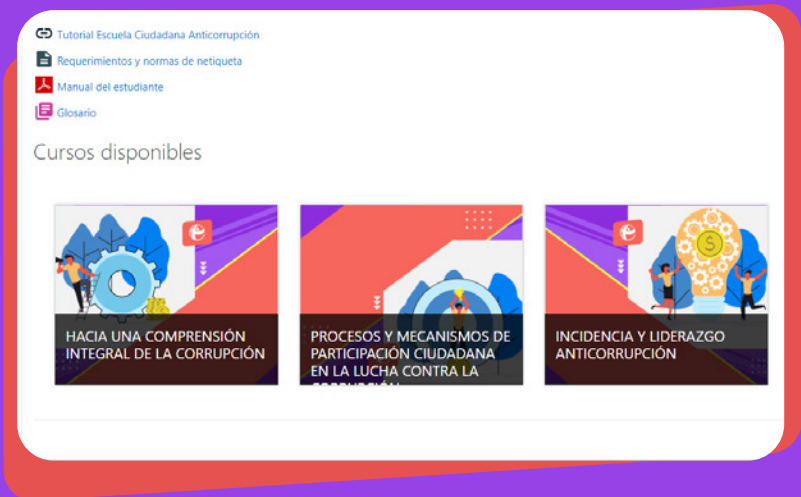 Tutorial Escuela Ciudadana Anticorrupción
Requerimientos y normas de netiqueta
Manual del estudiante
Glosario
Cursos disponibles
HACIA UNA COMPRENSIÓN
INTEGRAL DE LA CORRUPCIÓN
PROCESOS Y MECANISMOS DE
PARTICIPACIÓN CIUDADANA
EN LA LUCHA CONTRA LA
INCIDENCIA Y LIDERAZGO
ANTICORRUPCIÓN